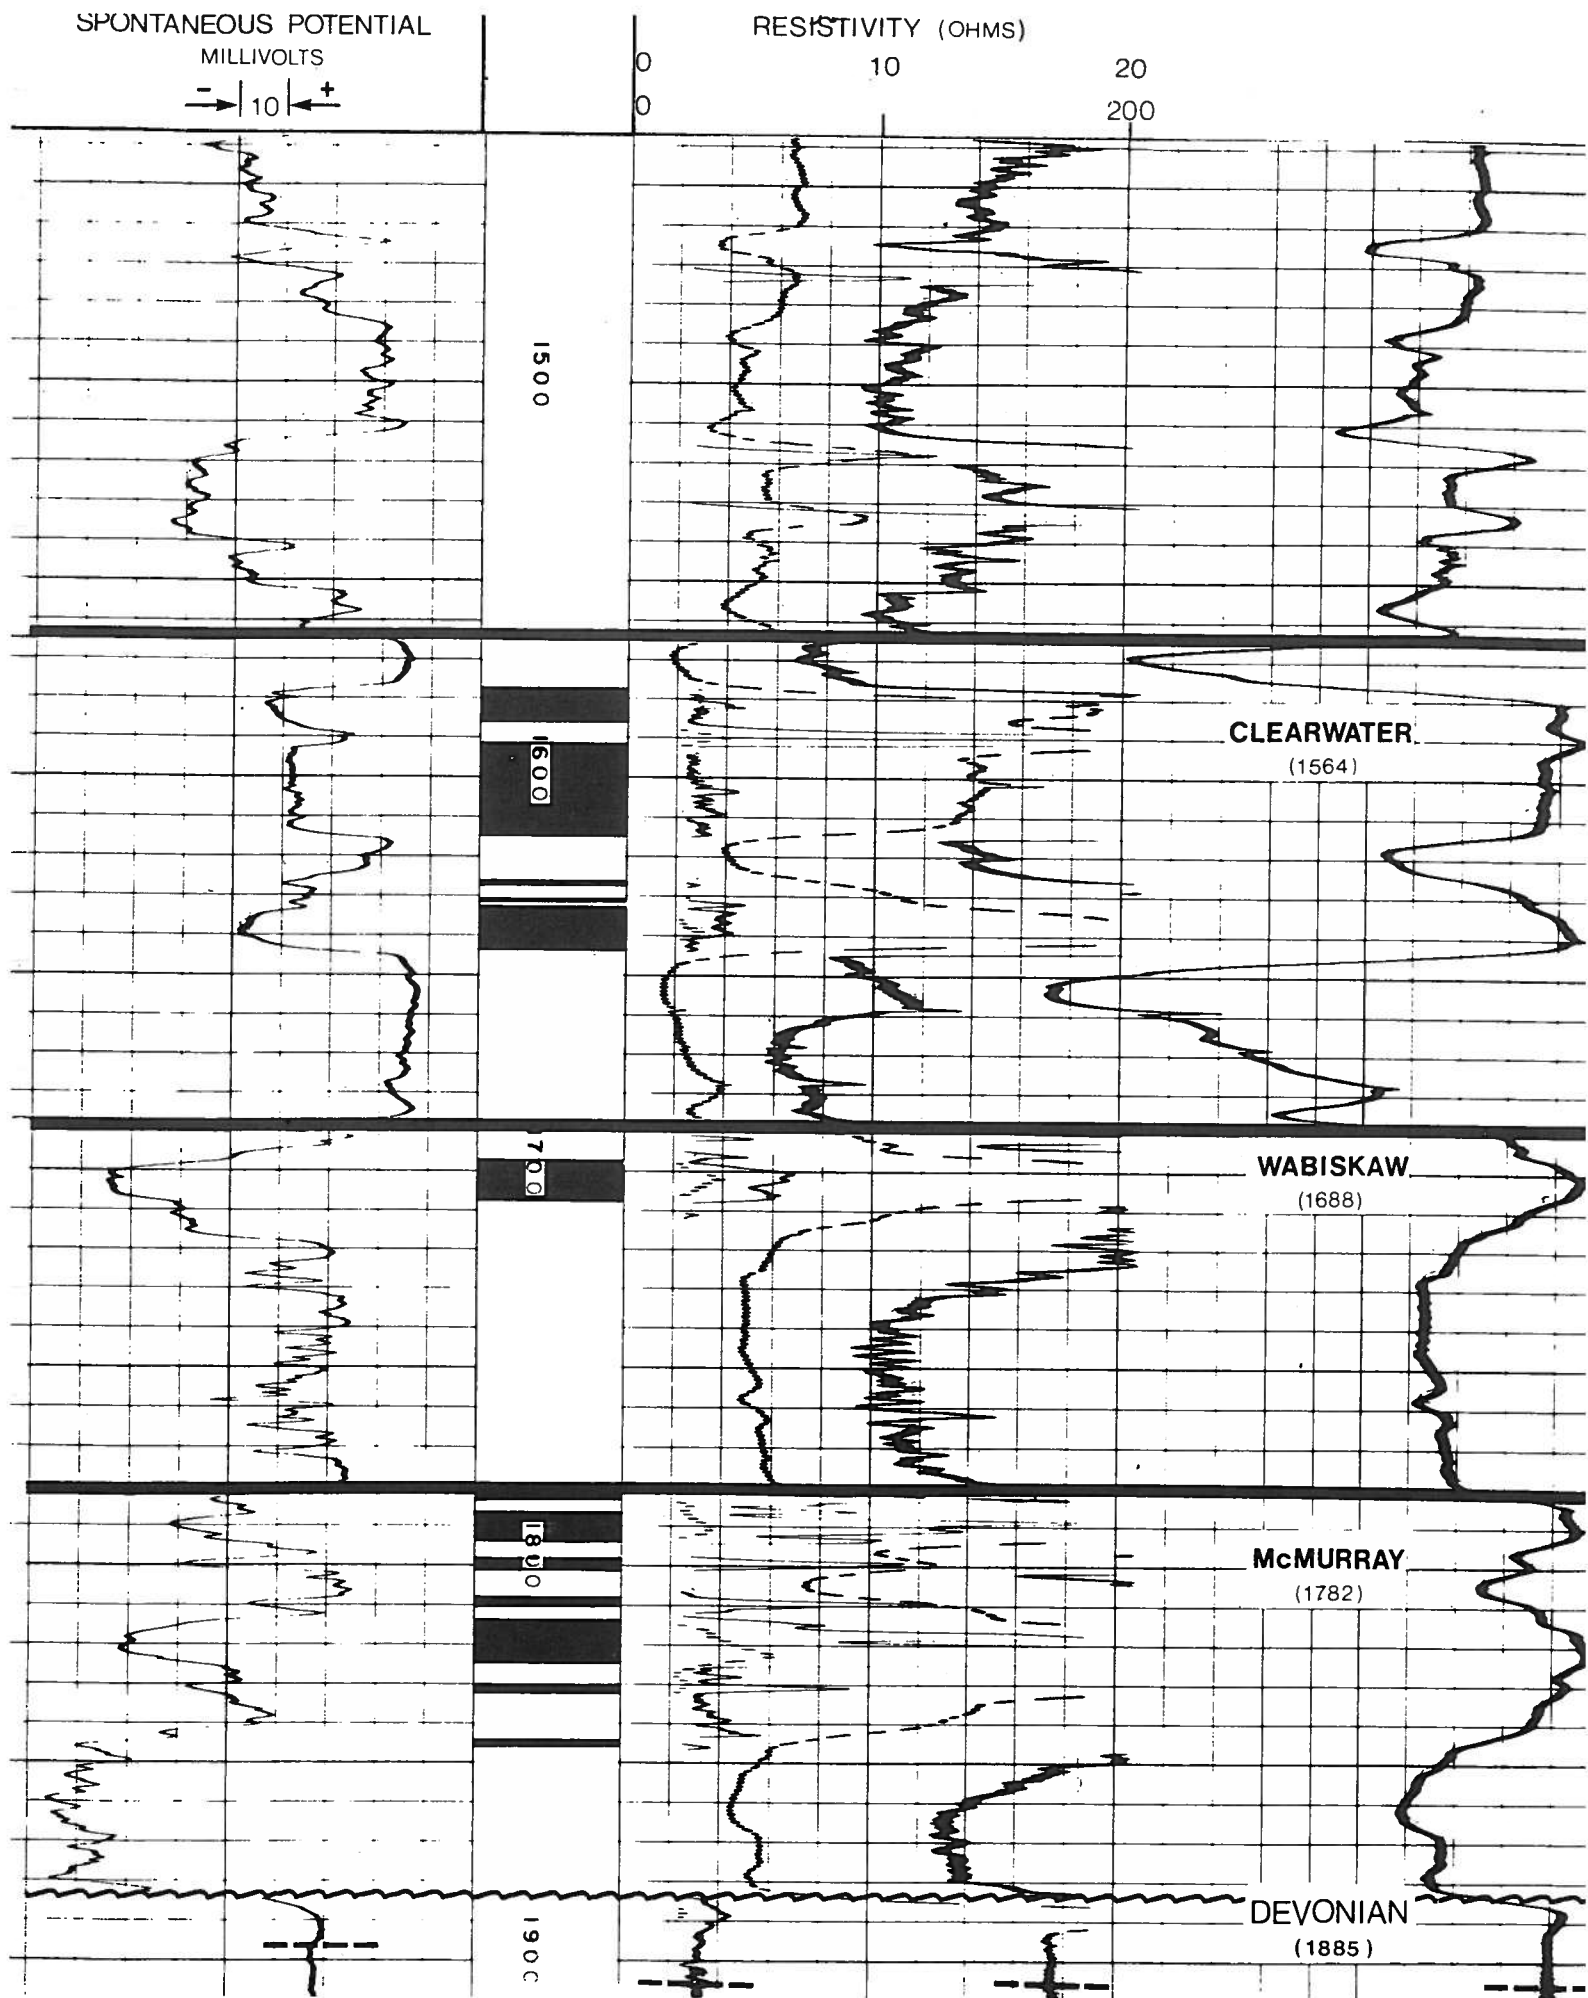 SPONTANEOUS POTENTIAL
MILLIVOLTS
- 10 +
RESISTIVITY (OHMS)
0 10 20
0 200
1500
CLEARWATER
(1564)
1600
WABISKAW
(1688)
700
McMURRAY
(1782)
1800
DEVONIAN
(1885)
1900